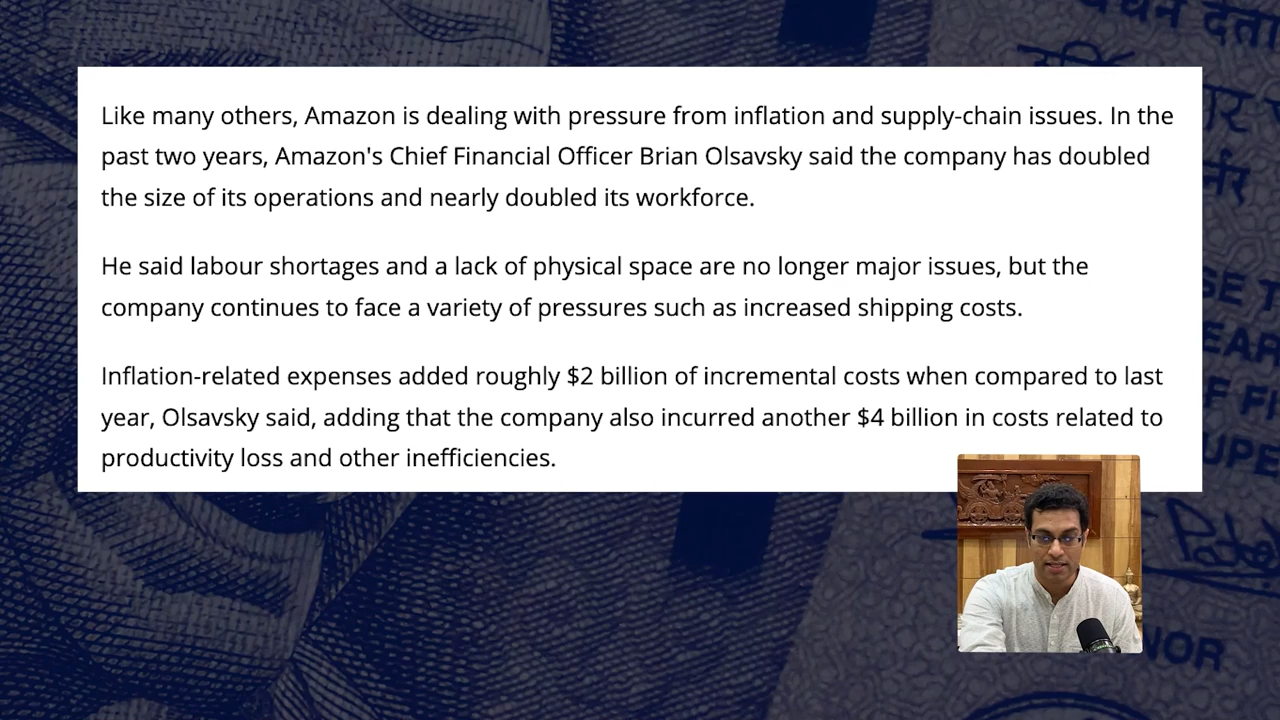 वचन दता
Like many others, Amazon is dealing with pressure from inflation and supply-chain issues. In the
past two years, Amazon's Chief Financial Officer Brian Olsavsky said the company has doubled
the size of its operations and nearly doubled its workforce.
He said labour shortages and a lack of physical space are no longer major issues, but the
company continues to face a variety of pressures such as increased shipping costs.
Inflation-related expenses added roughly $2 billion of incremental costs when compared to last
year, Olsavsky said, adding that the company also incurred another $4 billion in costs related to
productivity loss and other inefficiencies.
NOR